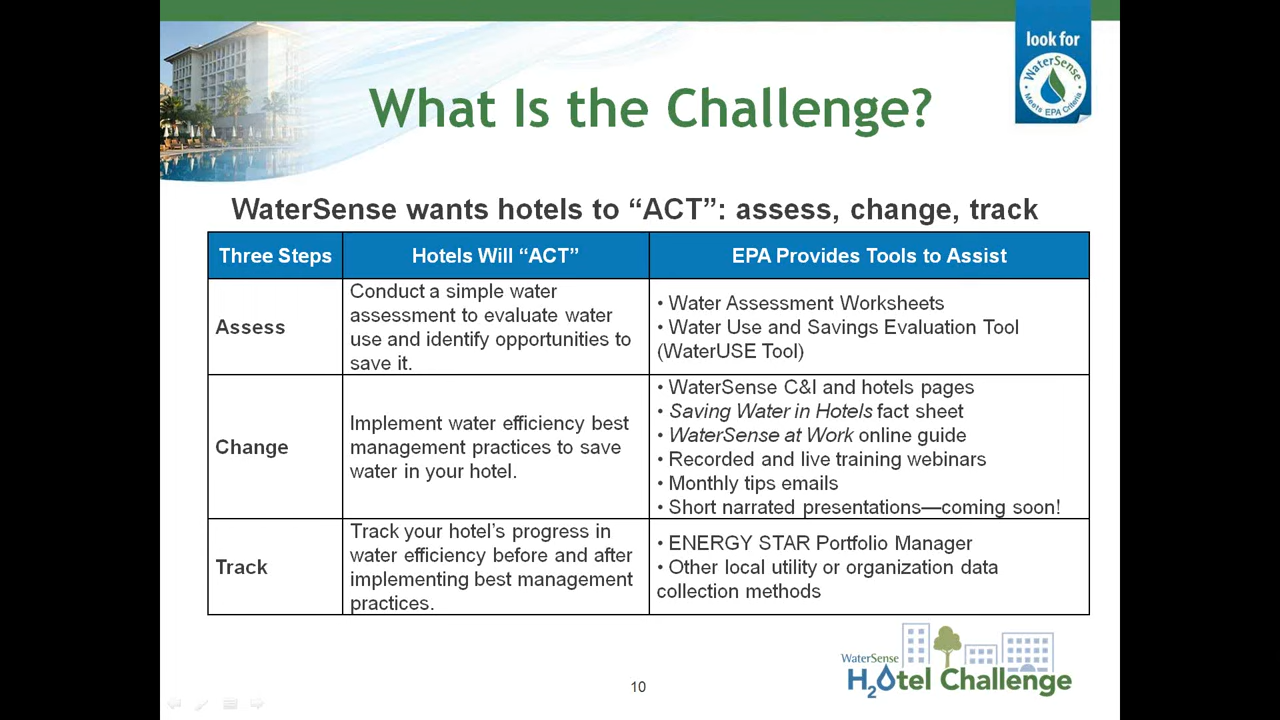 look for
WaterSense
Meets EPA Criteria
What Is the Challenge?
WaterSense wants hotels to “ACT”: assess, change, track
Three Steps
Hotels Will “ACT”
EPA Provides Tools to Assist
Assess
Conduct a simple water
assessment to evaluate water
use and identify opportunities to
save it.
• Water Assessment Worksheets
• Water Use and Savings Evaluation Tool
(WaterUSE Tool)
Change
Implement water efficiency best
management practices to save
water in your hotel.
• WaterSense C&I and hotels pages
• Saving Water in Hotels fact sheet
• WaterSense at Work online guide
• Recorded and live training webinars
• Monthly tips emails
• Short narrated presentations—coming soon!
Track
Track your hotel’s progress in
water efficiency before and after
implementing best management
practices.
• ENERGY STAR Portfolio Manager
• Other local utility or organization data
collection methods
WaterSense
H2Otel Challenge
10